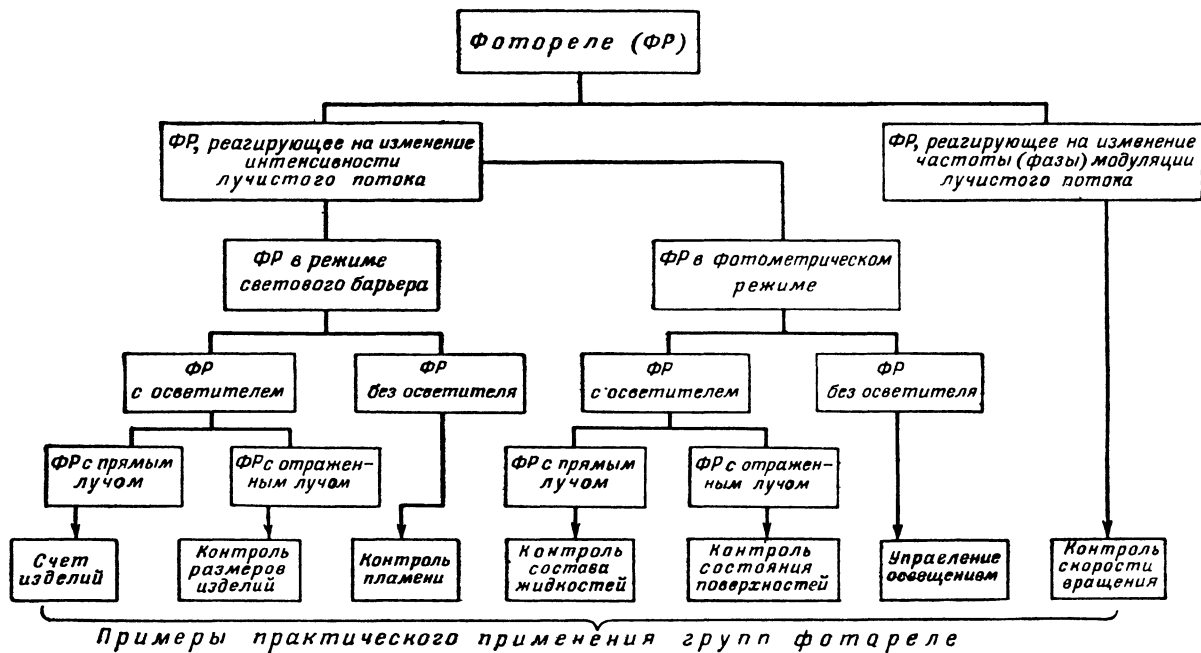 Фотореле (ФР)
ФР, реагирующее на изменение
интенсивности
лучистого потока
ФР, реагирующее на изменение
частоты (фазы) модуляции
лучистого потока
ФР в режиме
светового барьера
ФР в фотометрическом
режиме
ФР
с осветителем
ФР
без осветителя
ФР
с осветителем
ФР
без осветителя
ФР с прямым
лучом
ФР с отражен-
ным лучом
ФР с прямым
лучом
ФР с отражен-
ным лучом
Счет
изделий
Контроль
размеров
изделий
Контроль
пламени
Контроль
состава
жидкостей
Контроль
состояния
поверхностей
Управление
освещением
Контроль
скорости
вращения
Примеры практического применения групп фотореле